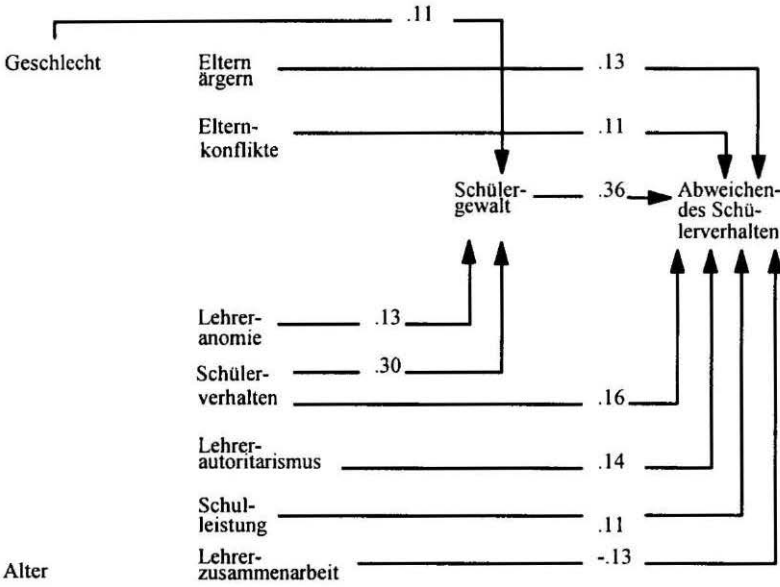 .11
Geschlecht
Eltern
ärgern
.13
Eltern-
konflikte
.11
Schüler-
gewalt
.36
Abweichen-
des Schü-
lerverhalten
Lehrer-
anomie
.13
Schüler-
verhalten
.30
.16
Lehrer-
autoritarismus
.14
Schul-
leistung
.11
Alter
Lehrer-
zusammenarbeit
-.13